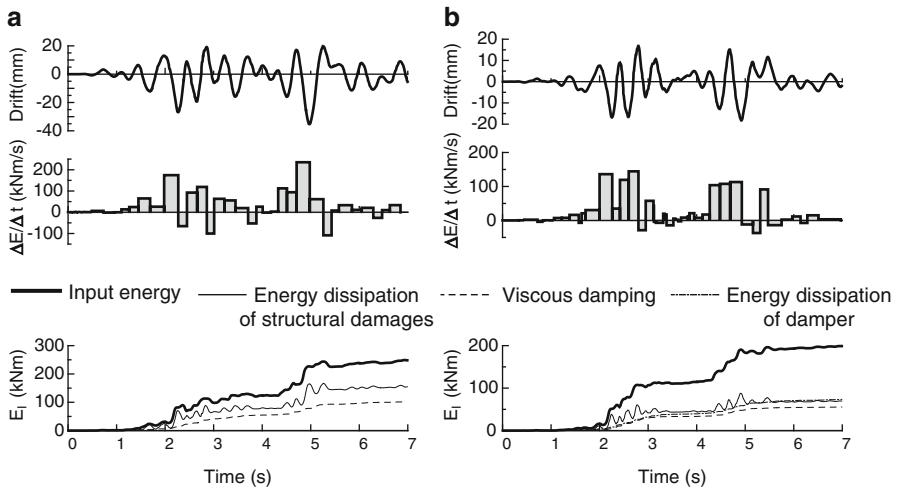 a
b
Drift(mm)
20
0
-20
-40
Drift(mm)
20
10
0
-10
-20
ΔE/Δ t (kNm/s)
200
100
0
-100
ΔE/Δ t (kNm/s)
200
100
0
Input energy
Energy dissipation
of structural damages
Viscous damping
Energy dissipation
of damper
E_I (kNm)
300
200
100
0
0 1 2 3 4 5 6 7
Time (s)
E_I (kNm)
200
100
0
0 1 2 3 4 5 6 7
Time (s)